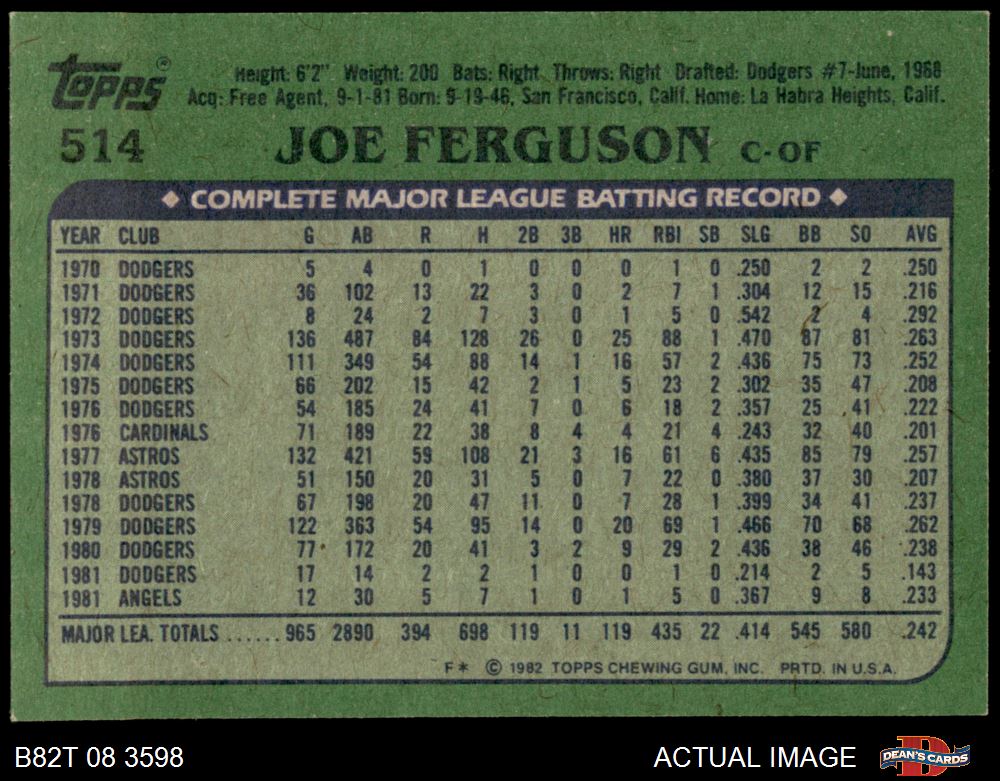 Topps®
Height: 6'2" Weight: 200 Bats: Right Throws: Right Drafted: Dodgers #7-June, 1968
Acq: Free Agent, 9-1-81 Born: 9-19-46, San Francisco, Calif. Home: La Habra Heights, Calif.
514 JOE FERGUSON C-OF
◆ COMPLETE MAJOR LEAGUE BATTING RECORD ◆
YEAR CLUB G AB R H 2B 3B HR RBI SB SLG BB SO AVG
1970 DODGERS 5 4 0 1 0 0 0 1 0 .250 2 2 .250
1971 DODGERS 36 102 13 22 3 0 2 7 1 .304 12 15 .216
1972 DODGERS 8 24 2 7 3 0 1 5 0 .542 2 4 .292
1973 DODGERS 136 487 84 128 26 0 25 88 1 .470 87 81 .263
1974 DODGERS 111 349 54 88 14 1 16 57 2 .436 75 73 .252
1975 DODGERS 66 202 15 42 2 1 5 23 2 .302 35 47 .208
1976 DODGERS 54 185 24 41 7 0 6 18 2 .357 25 41 .222
1976 CARDINALS 71 189 22 38 8 4 4 21 4 .243 32 40 .201
1977 ASTROS 132 421 59 108 21 3 16 61 6 .435 85 79 .257
1978 ASTROS 51 150 20 31 5 0 7 22 0 .380 37 30 .207
1978 DODGERS 67 198 20 47 11 0 7 28 1 .399 34 41 .237
1979 DODGERS 122 363 54 95 14 0 20 69 1 .466 70 68 .262
1980 DODGERS 77 172 20 41 3 2 9 29 2 .436 38 46 .238
1981 DODGERS 17 14 2 2 1 0 0 1 0 .214 2 5 .143
1981 ANGELS 12 30 5 7 1 0 1 5 0 .367 9 8 .233
MAJOR LEA. TOTALS ...... 965 2890 394 698 119 11 119 435 22 .414 545 580 .242
F* © 1982 TOPPS CHEWING GUM, INC. PRTD. IN U.S.A.
B82T 08 3598 ACTUAL IMAGE DEAN'S CARDS